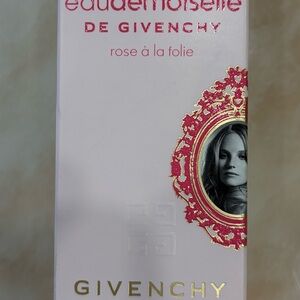 eaudemoiselle
DE GIVENCHY
rose à la folie
GIVENCHY